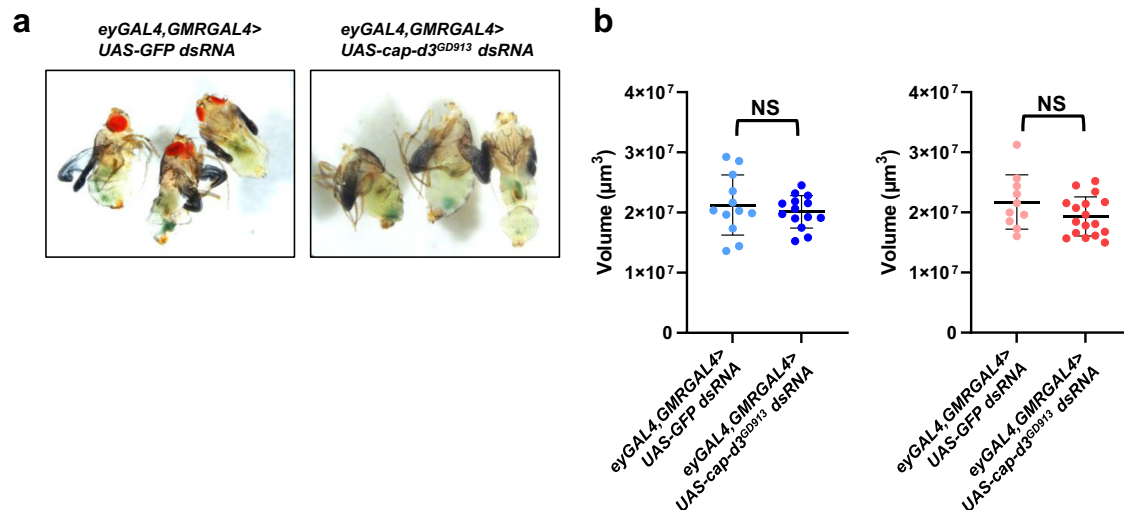 a
eyGAL4,GMRGAL4>
UAS-GFP dsRNA
eyGAL4,GMRGAL4>
UAS-cap-d3ᴳᴰ⁹¹³ dsRNA
b
4×10⁷
3×10⁷
2×10⁷
1×10⁷
0
Volume (µm³)
NS
eyGAL4,GMRGAL4>
UAS-GFP dsRNA
eyGAL4,GMRGAL4>
UAS-cap-d3ᴳᴰ⁹¹³ dsRNA
4×10⁷
3×10⁷
2×10⁷
1×10⁷
0
Volume (µm³)
NS
eyGAL4,GMRGAL4>
UAS-GFP dsRNA
eyGAL4,GMRGAL4>
UAS-cap-d3ᴳᴰ⁹¹³ dsRNA